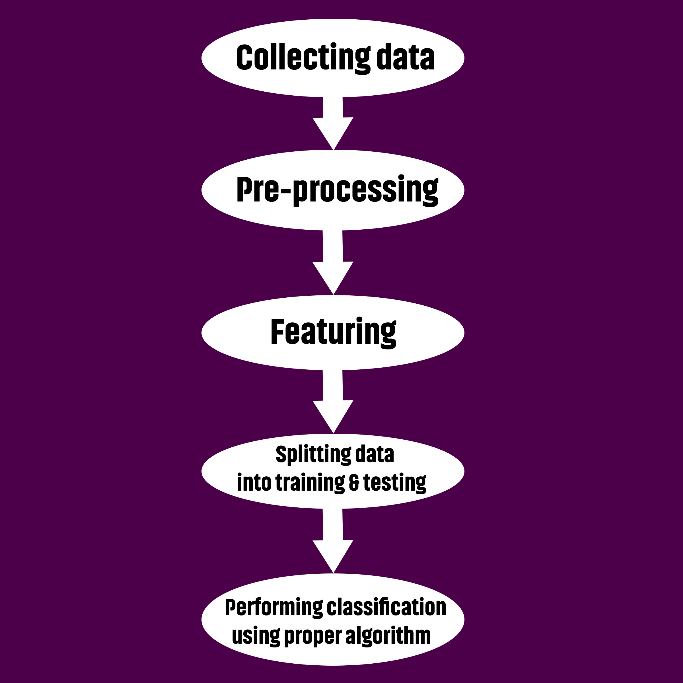 Collecting data
Pre-processing
Featuring
Splitting data
into training & testing
Performing classification
using proper algorithm